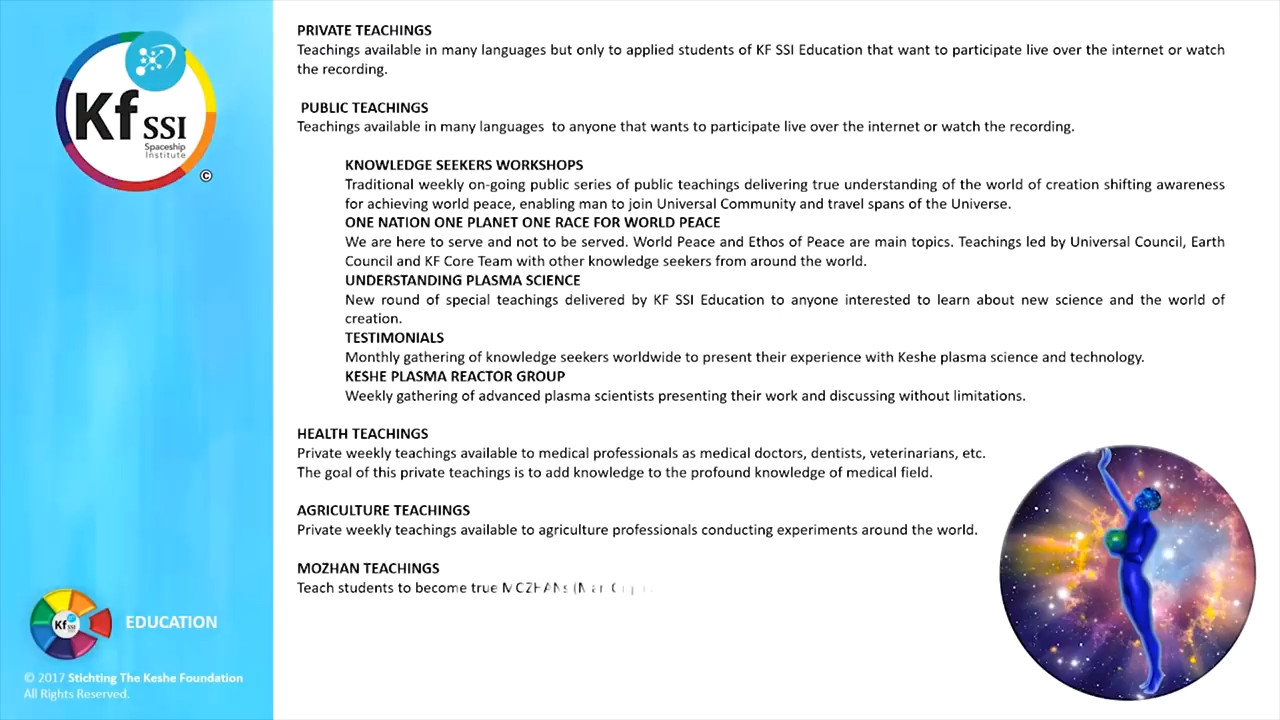 Kf SSI
Spaceship
Institute
©
PRIVATE TEACHINGS
Teachings available in many languages but only to applied students of KF SSI Education that want to participate live over the internet or watch
the recording.
PUBLIC TEACHINGS
Teachings available in many languages to anyone that wants to participate live over the internet or watch the recording.
KNOWLEDGE SEEKERS WORKSHOPS
Traditional weekly on-going public series of public teachings delivering true understanding of the world of creation shifting awareness
for achieving world peace, enabling man to join Universal Community and travel spans of the Universe.
ONE NATION ONE PLANET ONE RACE FOR WORLD PEACE
We are here to serve and not to be served. World Peace and Ethos of Peace are main topics. Teachings led by Universal Council, Earth
Council and KF Core Team with other knowledge seekers from around the world.
UNDERSTANDING PLASMA SCIENCE
New round of special teachings delivered by KF SSI Education to anyone interested to learn about new science and the world of
creation.
TESTIMONIALS
Monthly gathering of knowledge seekers worldwide to present their experience with Keshe plasma science and technology.
KESHE PLASMA REACTOR GROUP
Weekly gathering of advanced plasma scientists presenting their work and discussing without limitations.
HEALTH TEACHINGS
Private weekly teachings available to medical professionals as medical doctors, dentists, veterinarians, etc.
The goal of this private teachings is to add knowledge to the profound knowledge of medical field.
AGRICULTURE TEACHINGS
Private weekly teachings available to agriculture professionals conducting experiments around the world.
MOZHAN TEACHINGS
Teach students to become true MOZHANs
Kf SSI
EDUCATION
© 2017 Stichting The Keshe Foundation
All Rights Reserved.